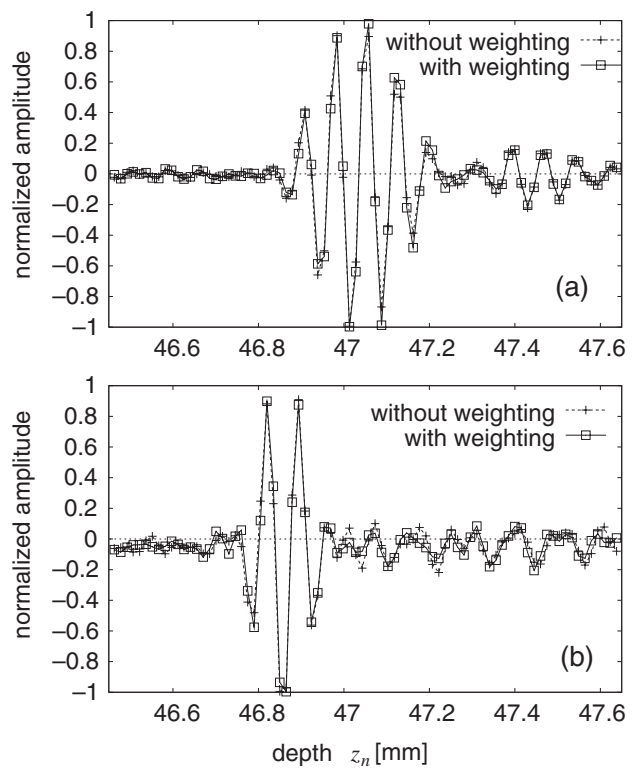 1
0.8
0.6
0.4
0.2
0
−0.2
−0.4
−0.6
−0.8
−1
normalized amplitude
without weighting
with weighting
(a)
46.6 46.8 47 47.2 47.4 47.6
1
0.8
0.6
0.4
0.2
0
−0.2
−0.4
−0.6
−0.8
−1
normalized amplitude
without weighting
with weighting
(b)
46.6 46.8 47 47.2 47.4 47.6
depth zₙ [mm]